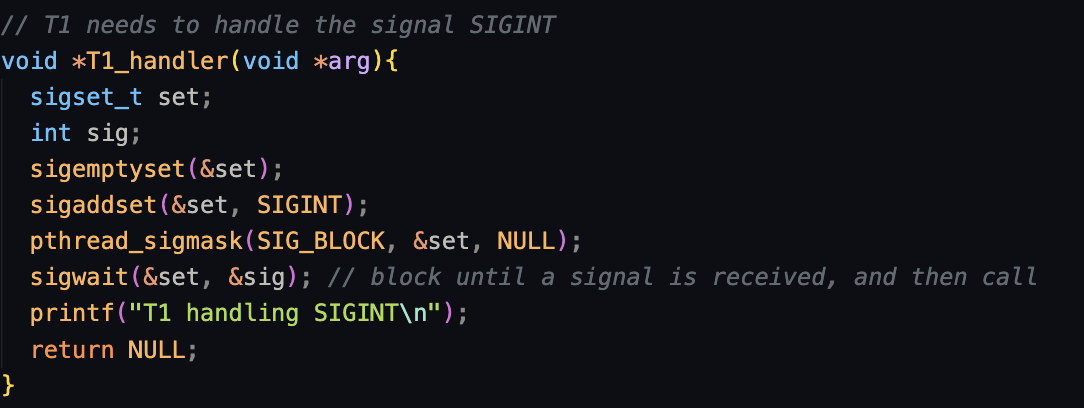 // T1 needs to handle the signal SIGINT
void *T1_handler(void *arg){
  sigset_t set;
  int sig;
  sigemptyset(&set);
  sigaddset(&set, SIGINT);
  pthread_sigmask(SIG_BLOCK, &set, NULL);
  sigwait(&set, &sig); // block until a signal is received, and then call
  printf("T1 handling SIGINT\n");
  return NULL;
}